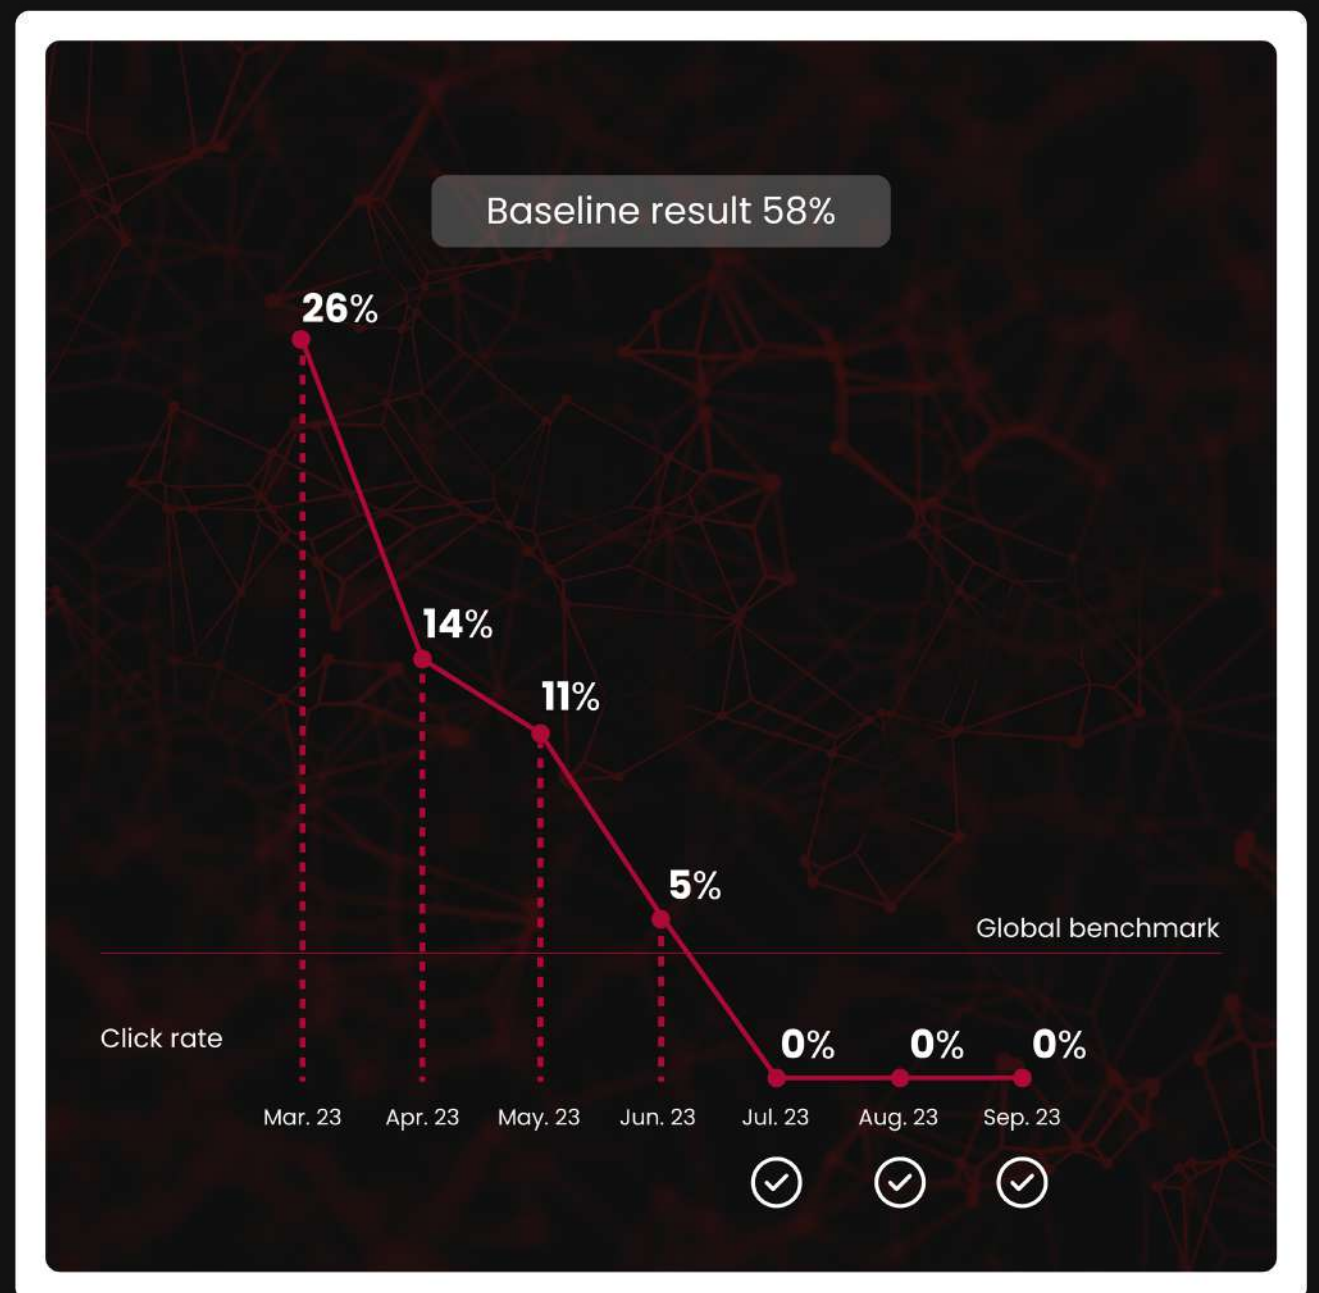 Baseline result 58%
26%
14%
11%
5%
Global benchmark
Click rate
0% 0% 0%
Mar. 23 Apr. 23 May. 23 Jun. 23 Jul. 23 Aug. 23 Sep. 23